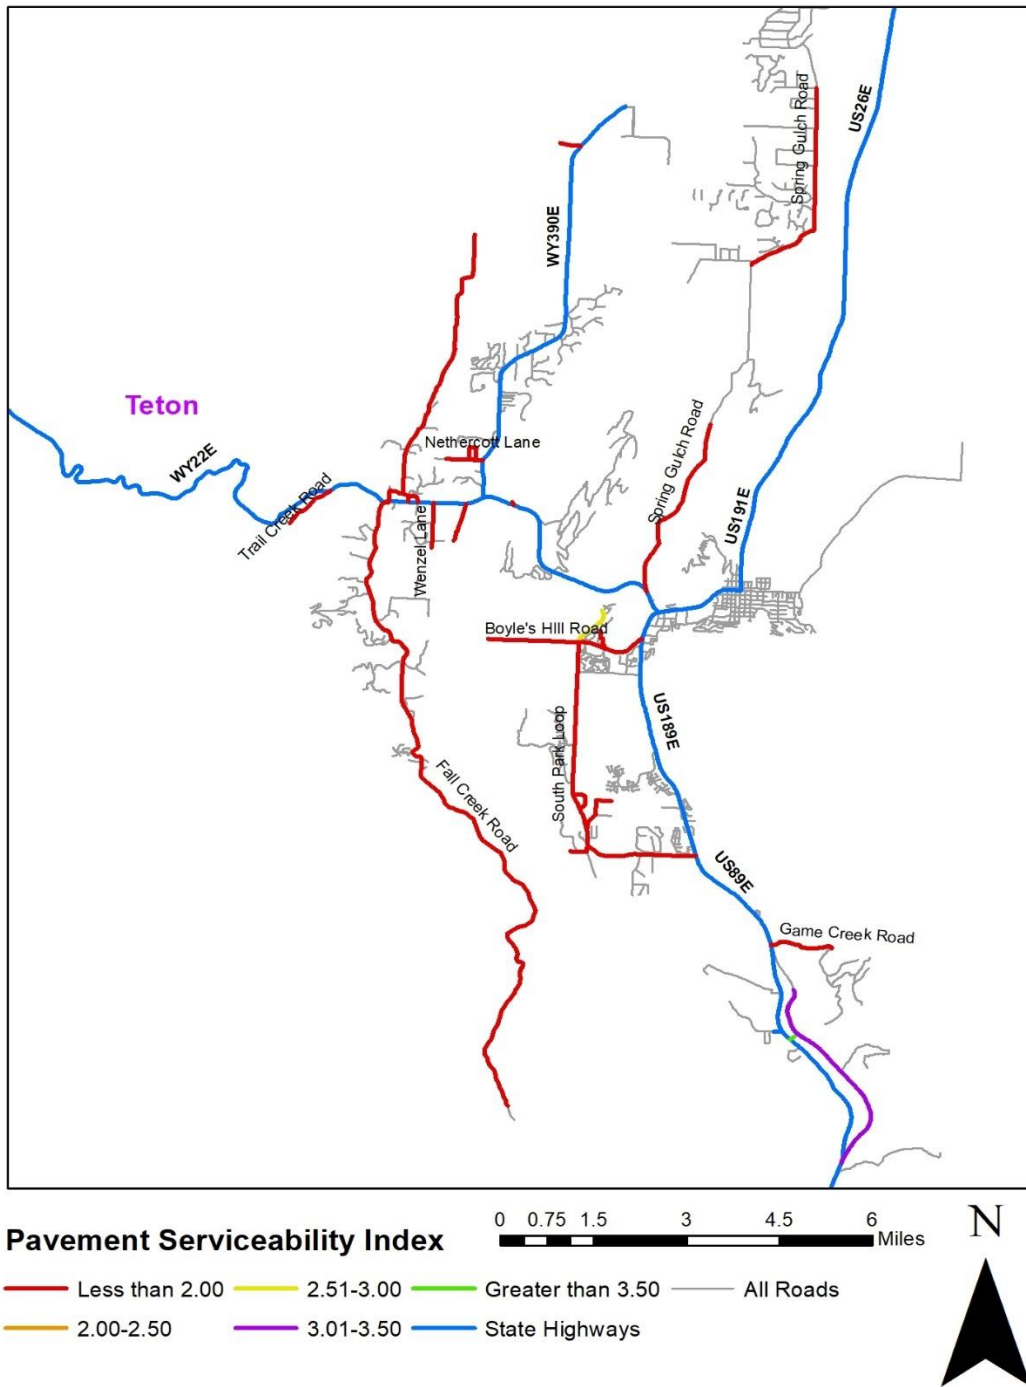 Spring Gulch Road
US26E
WY390E
Teton
Nethercott Lane
WY22E
Spring Gulch Road
Trail Creek Road
US191E
Wenzel Lane
Boyle's HIll Road
US189E
South Park Loop
Fall Creek Road
US89E
Game Creek Road
Pavement Serviceability Index
0 0.75 1.5 3 4.5 6
Miles
N
Less than 2.00 2.51-3.00 Greater than 3.50 All Roads
2.00-2.50 3.01-3.50 State Highways